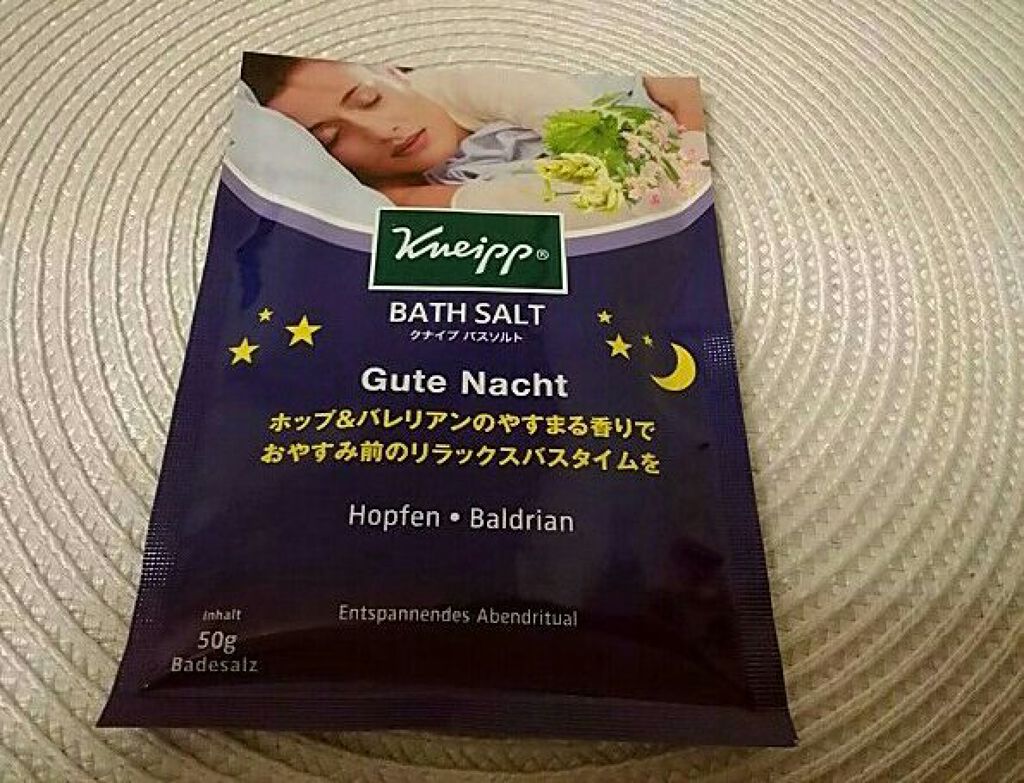 Kneipp®
BATH SALT
クナイプ バスソルト
Gute Nacht
ホップ&バレリアンのやすまる香りで
おやすみ前のリラックスバスタイムを
Hopfen • Baldrian
Inhalt
50g
Badesalz
Entspannendes Abendritual